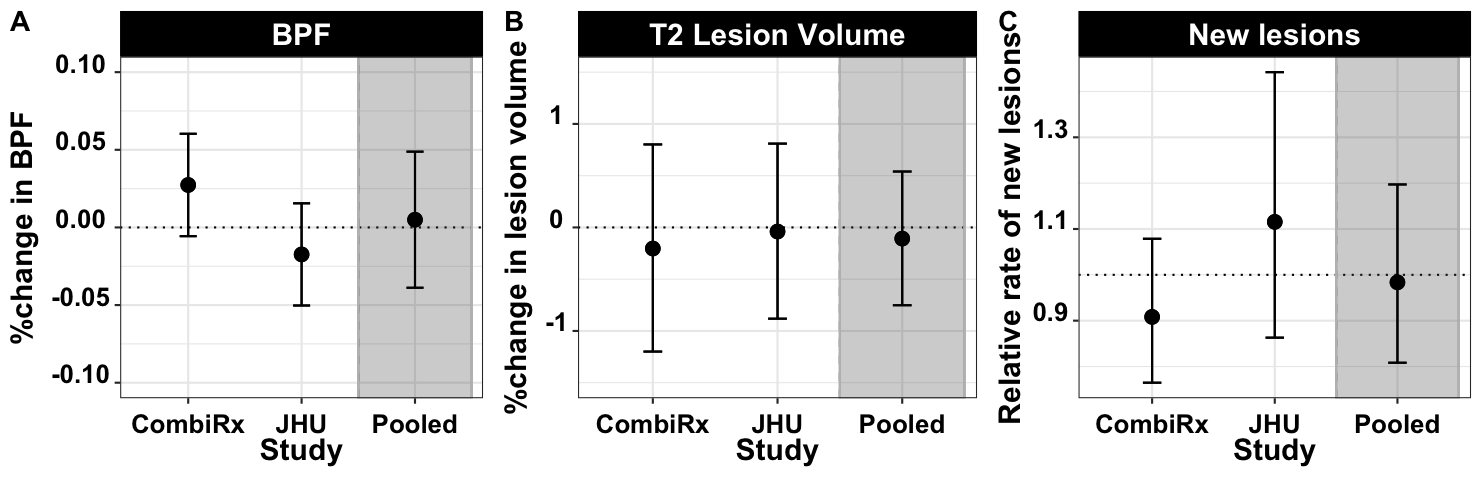 A
BPF
%change in BPF
0.10
0.05
0.00
-0.05
-0.10
CombiRx JHU Pooled
Study
B
T2 Lesion Volume
%change in lesion volume
1
0
-1
CombiRx JHU Pooled
Study
C
New lesions
Relative rate of new lesions
1.3
1.1
0.9
CombiRx JHU Pooled
Study